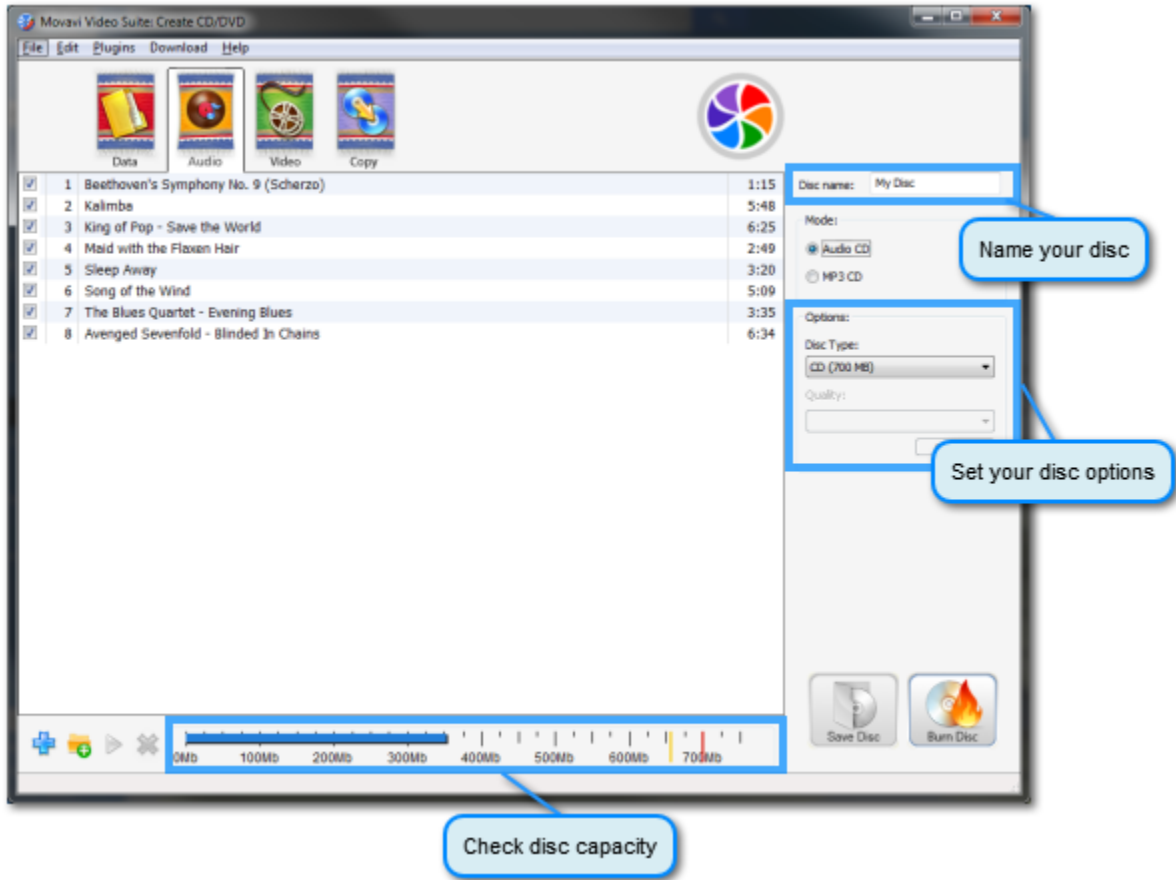 Movavi Video Suite: Create CD/DVD
File Edit Plugins Download Help
Data Audio Video Copy
1 Beethoven's Symphony No. 9 (Scherzo) 1:15
2 Kalimba 5:48
3 King of Pop - Save the World 6:25
4 Maid with the Flaxen Hair 2:49
5 Sleep Away 3:20
6 Song of the Wind 5:09
7 The Blues Quartet - Evening Blues 3:35
8 Avenged Sevenfold - Blinded In Chains 6:34
Disc name: My Disc
Mode:
Audio CD
MP3 CD
Name your disc
Options:
Disc Type:
CD (700 MB)
Quality:
Set your disc options
Save Disc Burn Disc
0Mb 100Mb 200Mb 300Mb 400Mb 500Mb 600Mb 700Mb
Check disc capacity